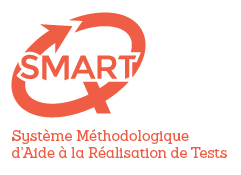 SMART
Système Méthodologique
d'Aide à la Réalisation de Tests